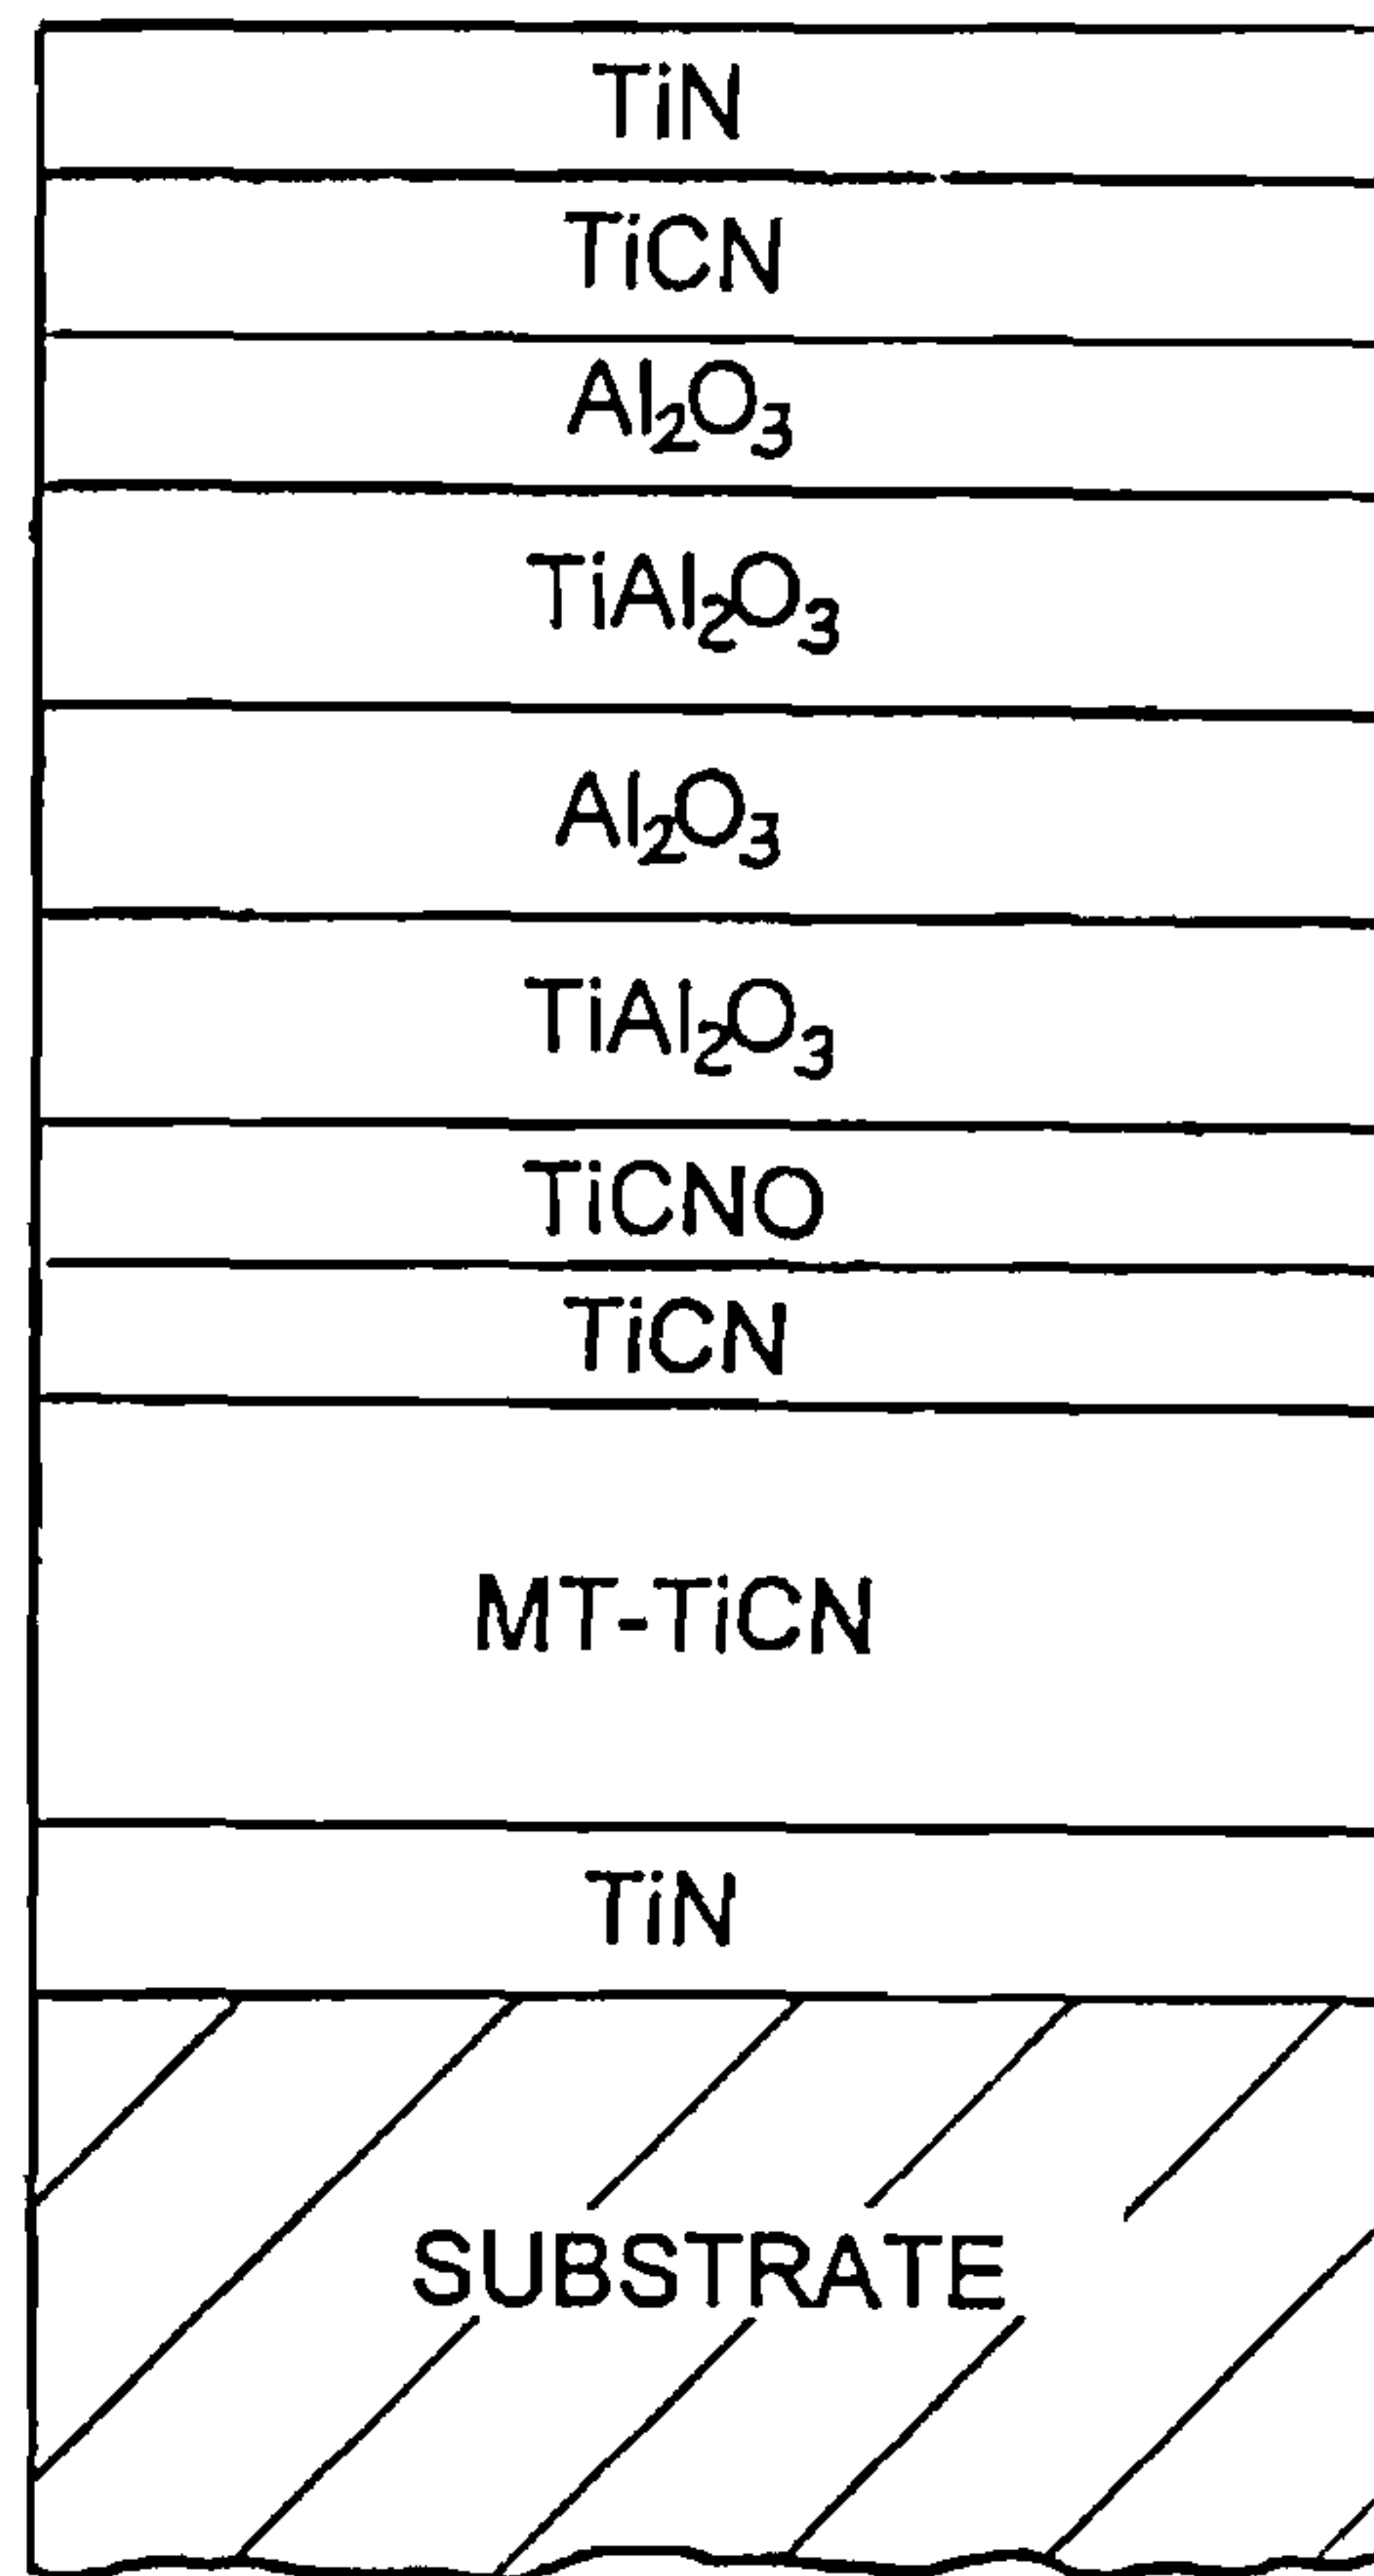 TiN
TiCN
Al₂O₃
TiAl₂O₃
Al₂O₃
TiAl₂O₃
TiCNO
TiCN
MT-TiCN
TiN
SUBSTRATE